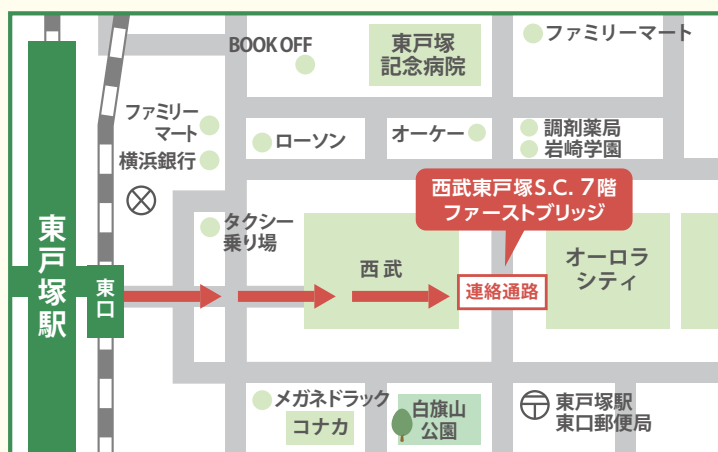 BOOK OFF
東戸塚
記念病院
ファミリーマート
ファミリー
マート
横浜銀行
ローソン
オーケー
調剤薬局
岩崎学園
西武東戸塚S.C. 7階
ファーストブリッジ
タクシー
乗り場
東戸塚駅
東口
西武
連絡通路
オーロラ
シティ
メガネドラック
コナカ
白旗山
公園
東戸塚駅
東口郵便局